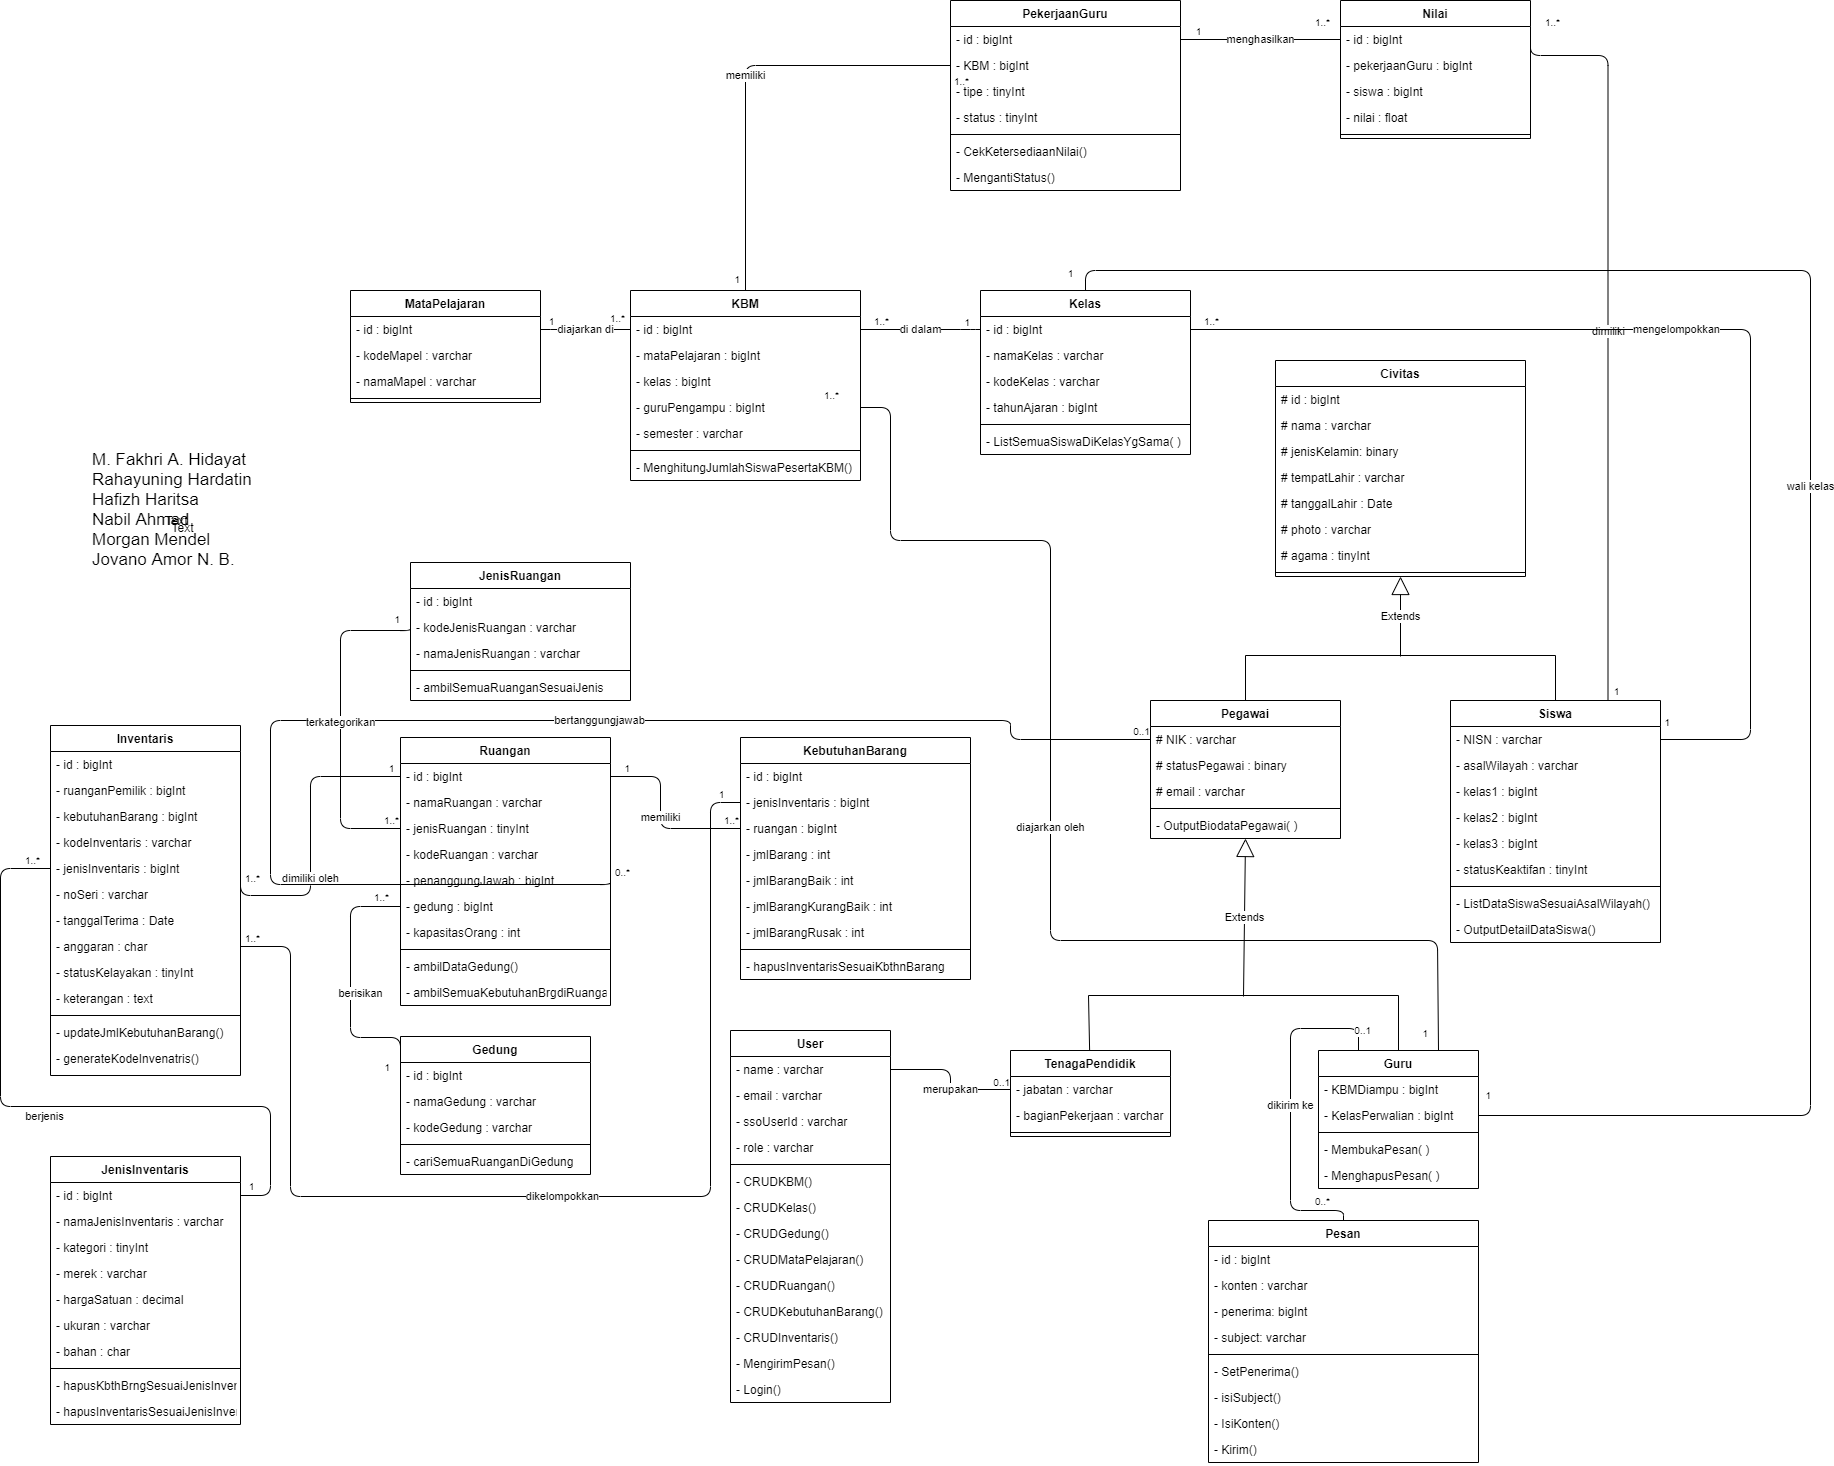 PekerjaanGuru
- id : bigInt
- KBM : bigInt
1..*
- tipe : tinyInt
- status : tinyInt
- CekKetersediaanNilai()
- MengantiStatus()
1
menghasilkan
1..*
Nilai
- id : bigInt
- pekerjaanGuru : bigInt
- siswa : bigInt
- nilai : float
1..*
memiliki
1
MataPelajaran
- id : bigInt
- kodeMapel : varchar
- namaMapel : varchar
1
diajarkan di
1..*
KBM
- id : bigInt
- mataPelajaran : bigInt
- kelas : bigInt
1..*
- guruPengampu : bigInt
- semester : varchar
- MenghitungJumlahSiswaPesertaKBM()
1..*
di dalam
1
1
Kelas
- id : bigInt
- namaKelas : varchar
- kodeKelas : varchar
- tahunAjaran : bigInt
- ListSemuaSiswaDiKelasYgSama( )
1..*
dimiliki
mengelompokkan
Civitas
# id : bigInt
# nama : varchar
# jenisKelamin: binary
# tempatLahir : varchar
# tanggalLahir : Date
# photo : varchar
# agama : tinyInt
wali kelas
Extends
M. Fakhri A. Hidayat
Rahayuning Hardatin
Hafizh Haritsa
Nabil Ahmad
Text
Text
Morgan Mendel
Jovano Amor N. B.
JenisRuangan
- id : bigInt
- kodeJenisRuangan : varchar
- namaJenisRuangan : varchar
- ambilSemuaRuanganSesuaiJenis
1
terkategorikan
bertanggungjawab
0..1
Pegawai
# NIK : varchar
# statusPegawai : binary
# email : varchar
- OutputBiodataPegawai( )
1
Siswa
- NISN : varchar
- asalWilayah : varchar
- kelas1 : bigInt
- kelas2 : bigInt
- kelas3 : bigInt
- statusKeaktifan : tinyInt
- ListDataSiswaSesuaiAsalWilayah()
- OutputDetailDataSiswa()
1
Inventaris
- id : bigInt
- ruanganPemilik : bigInt
- kebutuhanBarang : bigInt
- kodeInventaris : varchar
- jenisInventaris : bigInt
- noSeri : varchar
- tanggalTerima : Date
- anggaran : char
- statusKelayakan : tinyInt
- keterangan : text
- updateJmlKebutuhanBarang()
- generateKodeInvenatris()
1..*
1..*
dimiliki oleh
1..*
1
1..*
Ruangan
- id : bigInt
- namaRuangan : varchar
- jenisRuangan : tinyInt
- kodeRuangan : varchar
- penanggungJawab : bigInt
- gedung : bigInt
- kapasitasOrang : int
- ambilDataGedung()
- ambilSemuaKebutuhanBrgdiRuanga
0..*
1..*
1
memiliki
1
1..*
KebutuhanBarang
- id : bigInt
- jenisInventaris : bigInt
- ruangan : bigInt
- jmlBarang : int
- jmlBarangBaik : int
- jmlBarangKurangBaik : int
- jmlBarangRusak : int
- hapusInventarisSesuaiKbthnBarang
diajarkan oleh
Extends
berisikan
1
Gedung
- id : bigInt
- namaGedung : varchar
- kodeGedung : varchar
- cariSemuaRuanganDiGedung
User
- name : varchar
- email : varchar
- ssoUserId : varchar
- role : varchar
- CRUDKBM()
- CRUDKelas()
- CRUDGedung()
- CRUDMataPelajaran()
- CRUDRuangan()
- CRUDKebutuhanBarang()
- CRUDInventaris()
- MengirimPesan()
- Login()
merupakan
0..1
TenagaPendidik
- jabatan : varchar
- bagianPekerjaan : varchar
0..1
1
Guru
- KBMDiampu : bigInt
- KelasPerwalian : bigInt
- MembukaPesan( )
- MenghapusPesan( )
1
dikirim ke
0..*
berjenis
JenisInventaris
- id : bigInt
- namaJenisInventaris : varchar
- kategori : tinyInt
- merek : varchar
- hargaSatuan : decimal
- ukuran : varchar
- bahan : char
- hapusKbthBrngSesuaiJenisInver
- hapusInventarisSesuaiJenisInve
1
dikelompokkan
Pesan
- id : bigInt
- konten : varchar
- penerima: bigInt
- subject: varchar
- SetPenerima()
- isiSubject()
- IsiKonten()
- Kirim()